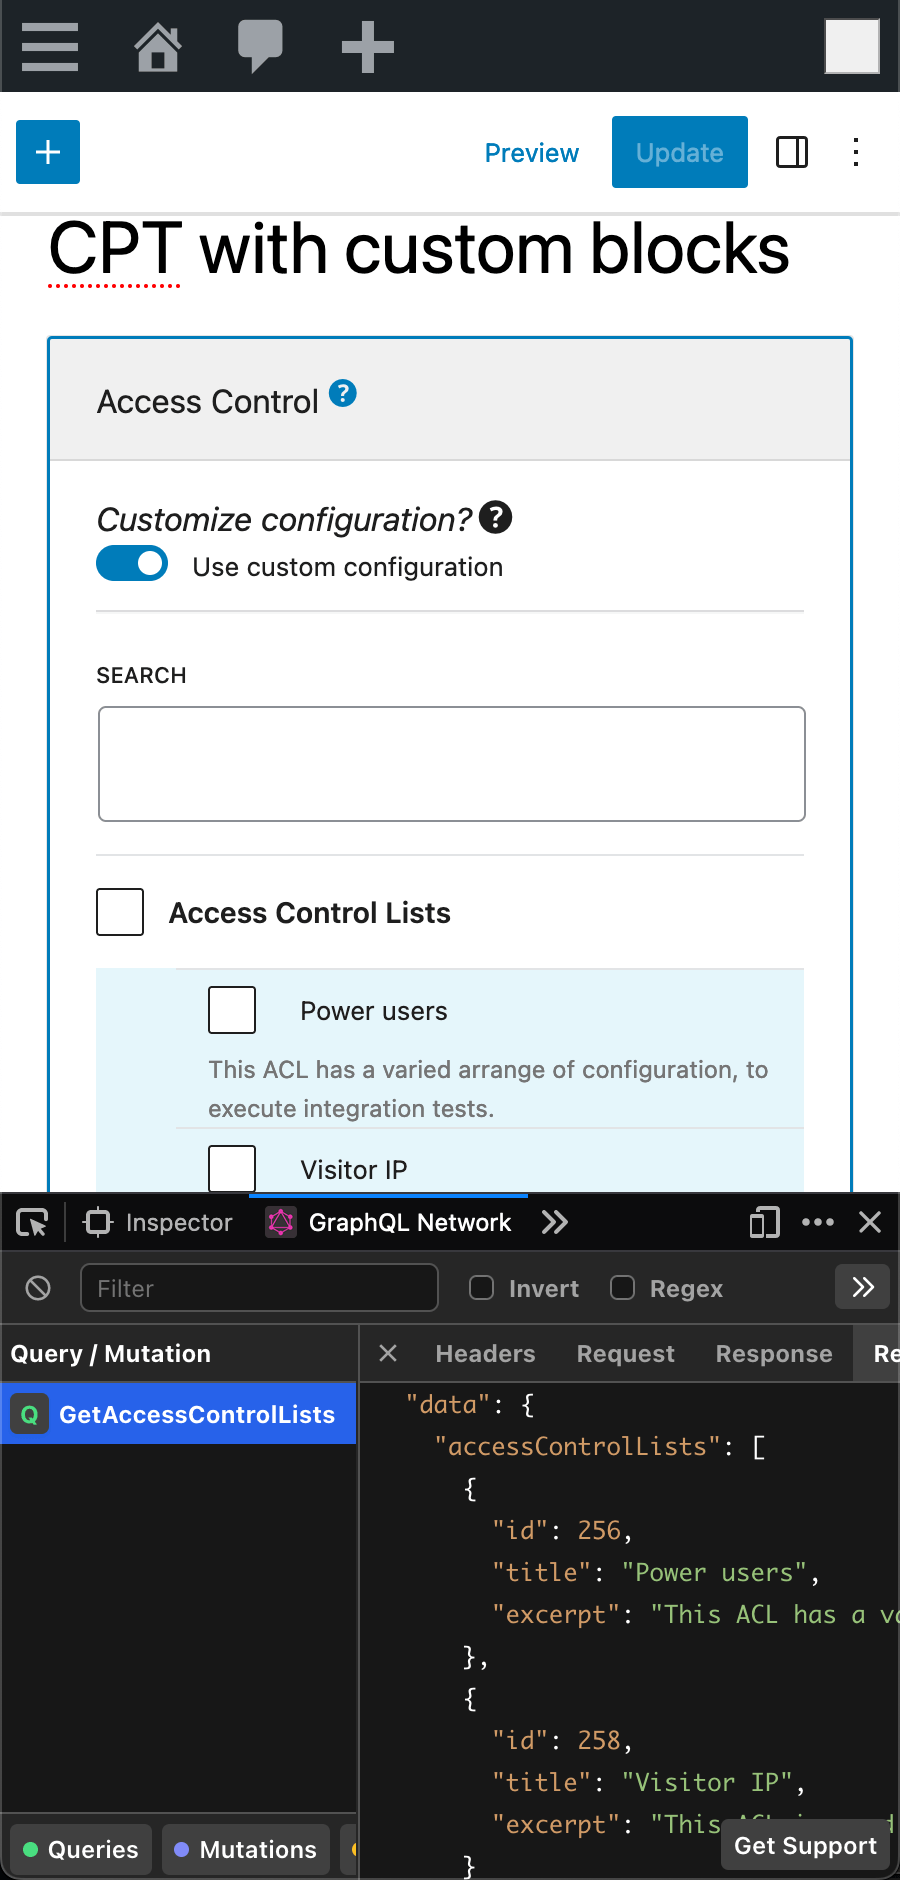 Preview
Update
CPT with custom blocks
Access Control ?
Customize configuration? ?
Use custom configuration
SEARCH
Access Control Lists
Power users
This ACL has a varied arrange of configuration, to
execute integration tests.
Visitor IP
Inspector
GraphQL Network
Filter
Invert
Regex
Query / Mutation
Headers
Request
Response
Re
Q GetAccessControlLists
"data": {
"accessControlLists": [
{
"id": 256,
"title": "Power users",
"excerpt": "This ACL has a va
},
{
"id": 258,
"title": "Visitor IP",
"excerpt": "This
Get Support
}
Queries
Mutations